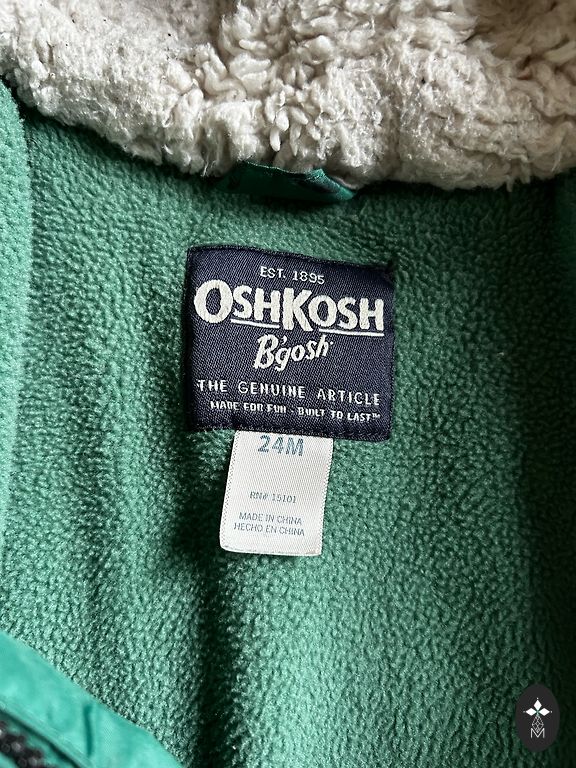 EST. 1895
OSHKOSH
B'gosh
THE GENUINE ARTICLE
MADE FOR FUN - BUILT TO LAST™
24M
RN# 15101
MADE IN CHINA
HECHO EN CHINA
M